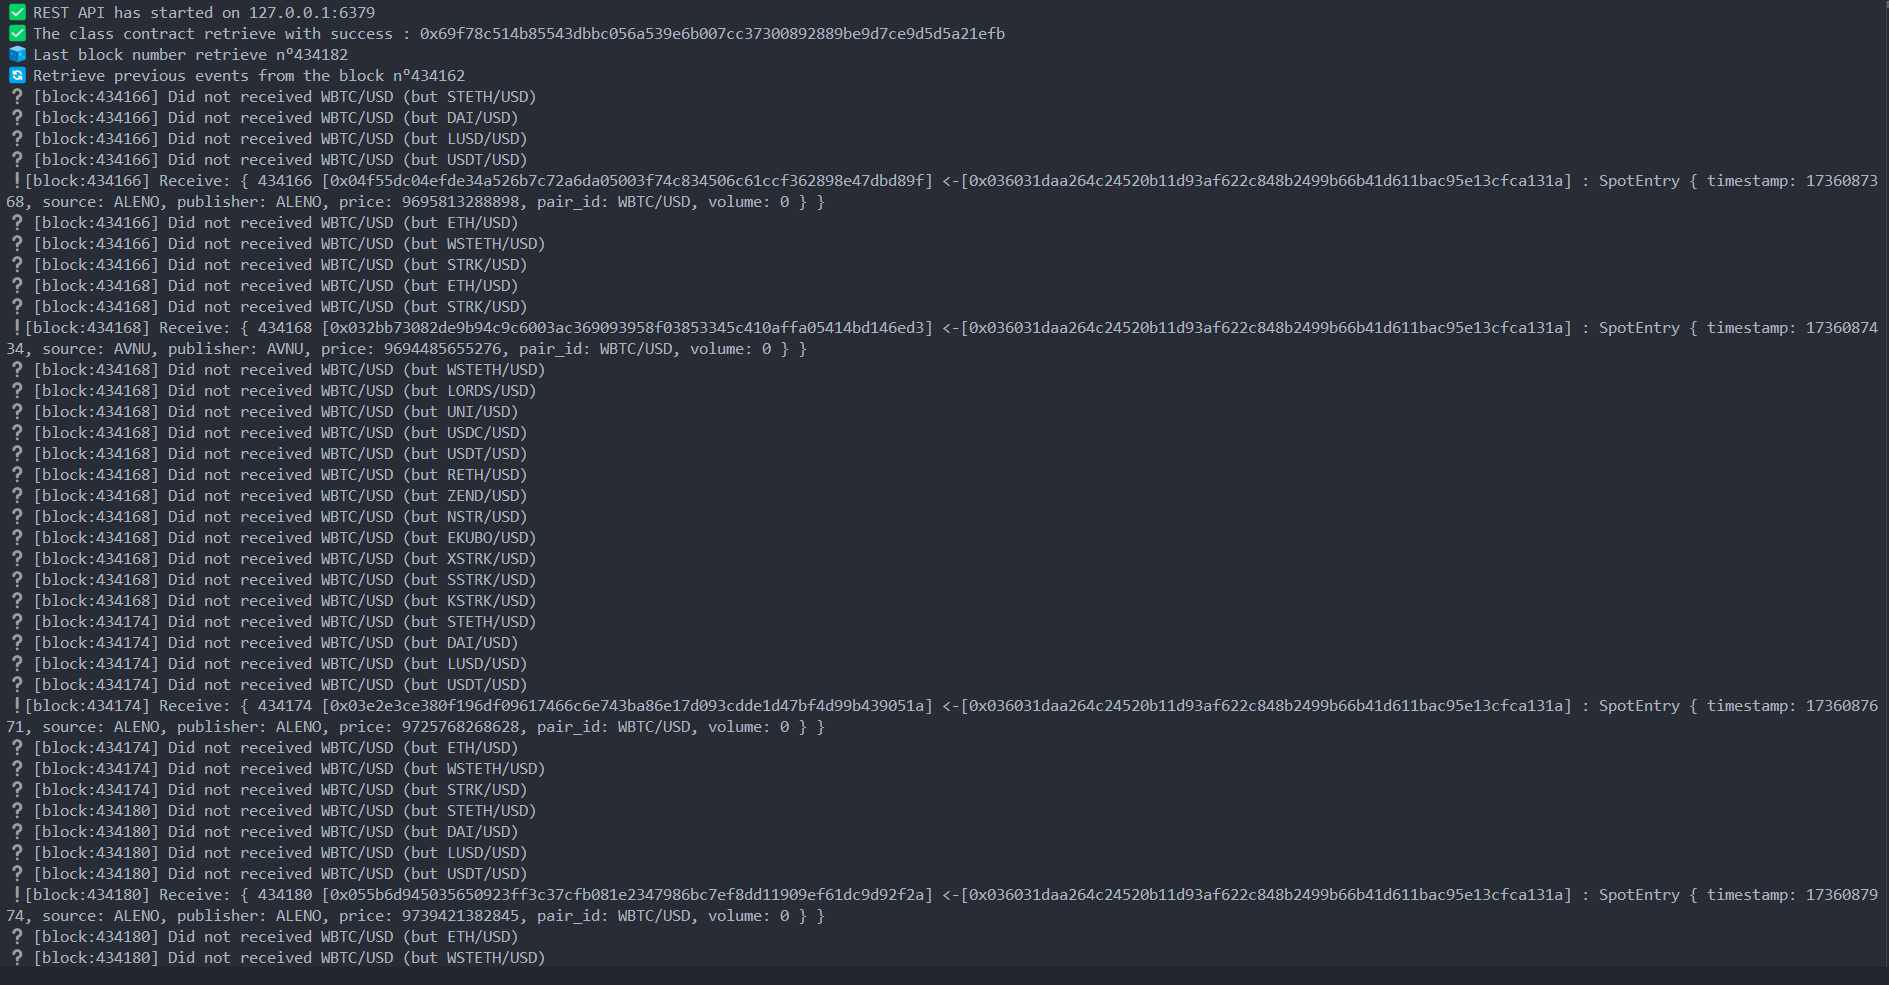 ✅ REST API has started on 127.0.0.1:6379
✅ The class contract retrieve with success : 0x69f78c514b85543dbbc056a539e6b007cc37300892889be9d7ce9d5d5a21efb
Last block number retrieve n°434182
Retrieve previous events from the block n°434162
? [block:434166] Did not received WBTC/USD (but STETH/USD)
? [block:434166] Did not received WBTC/USD (but DAI/USD)
? [block:434166] Did not received WBTC/USD (but LUSD/USD)
? [block:434166] Did not received WBTC/USD (but USDT/USD)
![block:434166] Receive: { 434166 [0x04f55dc04efde34a526b7c72a6da05003f74c834506c61ccf362898e47dbd89f] <-[0x036031daa264c24520b11d93af622c848b2499b66b41d611bac95e13cfca131a] : SpotEntry { timestamp: 17360873
68, source: ALENO, publisher: ALENO, price: 9695813288898, pair_id: WBTC/USD, volume: 0 } }
? [block:434166] Did not received WBTC/USD (but ETH/USD)
? [block:434166] Did not received WBTC/USD (but WSTETH/USD)
? [block:434166] Did not received WBTC/USD (but STRK/USD)
? [block:434168] Did not received WBTC/USD (but ETH/USD)
? [block:434168] Did not received WBTC/USD (but STRK/USD)
![block:434168] Receive: { 434168 [0x032bb73082de9b94c9c6003ac369093958f03853345c410affa05414bd146ed3] <-[0x036031daa264c24520b11d93af622c848b2499b66b41d611bac95e13cfca131a] : SpotEntry { timestamp: 17360874
34, source: AVNU, publisher: AVNU, price: 9694485655276, pair_id: WBTC/USD, volume: 0 } }
? [block:434168] Did not received WBTC/USD (but WSTETH/USD)
? [block:434168] Did not received WBTC/USD (but LORDS/USD)
? [block:434168] Did not received WBTC/USD (but UNI/USD)
? [block:434168] Did not received WBTC/USD (but USDC/USD)
? [block:434168] Did not received WBTC/USD (but USDT/USD)
? [block:434168] Did not received WBTC/USD (but RETH/USD)
? [block:434168] Did not received WBTC/USD (but ZEND/USD)
? [block:434168] Did not received WBTC/USD (but NSTR/USD)
? [block:434168] Did not received WBTC/USD (but EKUBO/USD)
? [block:434168] Did not received WBTC/USD (but XSTRK/USD)
? [block:434168] Did not received WBTC/USD (but SSTRK/USD)
? [block:434168] Did not received WBTC/USD (but KSTRK/USD)
? [block:434174] Did not received WBTC/USD (but STETH/USD)
? [block:434174] Did not received WBTC/USD (but DAI/USD)
? [block:434174] Did not received WBTC/USD (but LUSD/USD)
? [block:434174] Did not received WBTC/USD (but USDT/USD)
![block:434174] Receive: { 434174 [0x03e2e3ce380f196df09617466c6e743ba86e17d093cdde1d47bf4d99b439051a] <-[0x036031daa264c24520b11d93af622c848b2499b66b41d611bac95e13cfca131a] : SpotEntry { timestamp: 17360876
71, source: ALENO, publisher: ALENO, price: 9725768268628, pair_id: WBTC/USD, volume: 0 } }
? [block:434174] Did not received WBTC/USD (but ETH/USD)
? [block:434174] Did not received WBTC/USD (but WSTETH/USD)
? [block:434174] Did not received WBTC/USD (but STRK/USD)
? [block:434180] Did not received WBTC/USD (but STETH/USD)
? [block:434180] Did not received WBTC/USD (but DAI/USD)
? [block:434180] Did not received WBTC/USD (but LUSD/USD)
? [block:434180] Did not received WBTC/USD (but USDT/USD)
![block:434180] Receive: { 434180 [0x055b6d945035650923ff3c37cfb081e2347986bc7ef8dd11909ef61dc9d92f2a] <-[0x036031daa264c24520b11d93af622c848b2499b66b41d611bac95e13cfca131a] : SpotEntry { timestamp: 17360879
74, source: ALENO, publisher: ALENO, price: 9739421382845, pair_id: WBTC/USD, volume: 0 } }
? [block:434180] Did not received WBTC/USD (but ETH/USD)
? [block:434180] Did not received WBTC/USD (but WSTETH/USD)